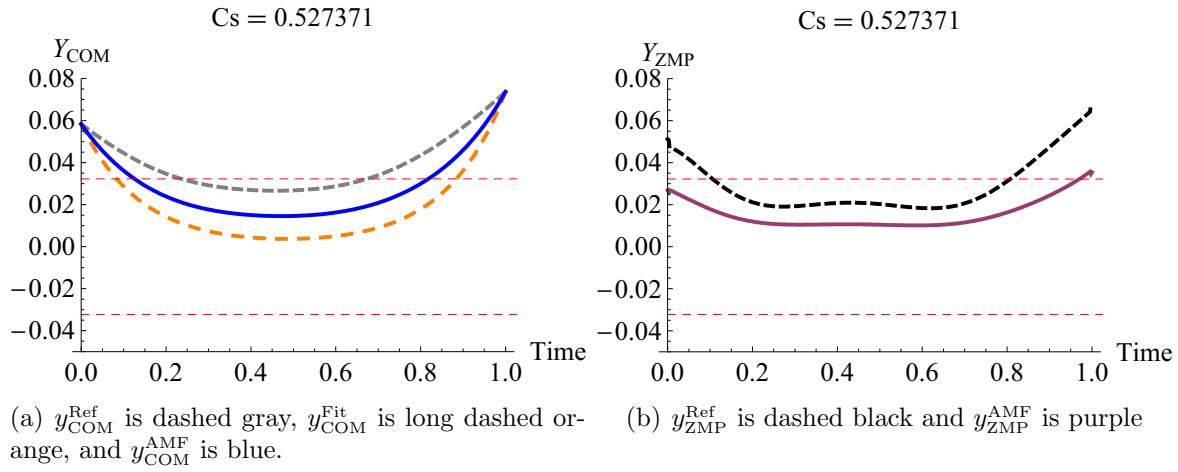 Cs = 0.527371
Y_COM
0.08
0.06
0.04
0.02
0.00
−0.02
−0.04
0.0 0.2 0.4 0.6 0.8 1.0
Time
(a) y_COM^Ref is dashed gray, y_COM^Fit is long dashed or-
ange, and y_COM^AMF is blue.
Cs = 0.527371
Y_ZMP
0.08
0.06
0.04
0.02
0.00
−0.02
−0.04
0.0 0.2 0.4 0.6 0.8 1.0
Time
(b) y_ZMP^Ref is dashed black and y_ZMP^AMF is purple